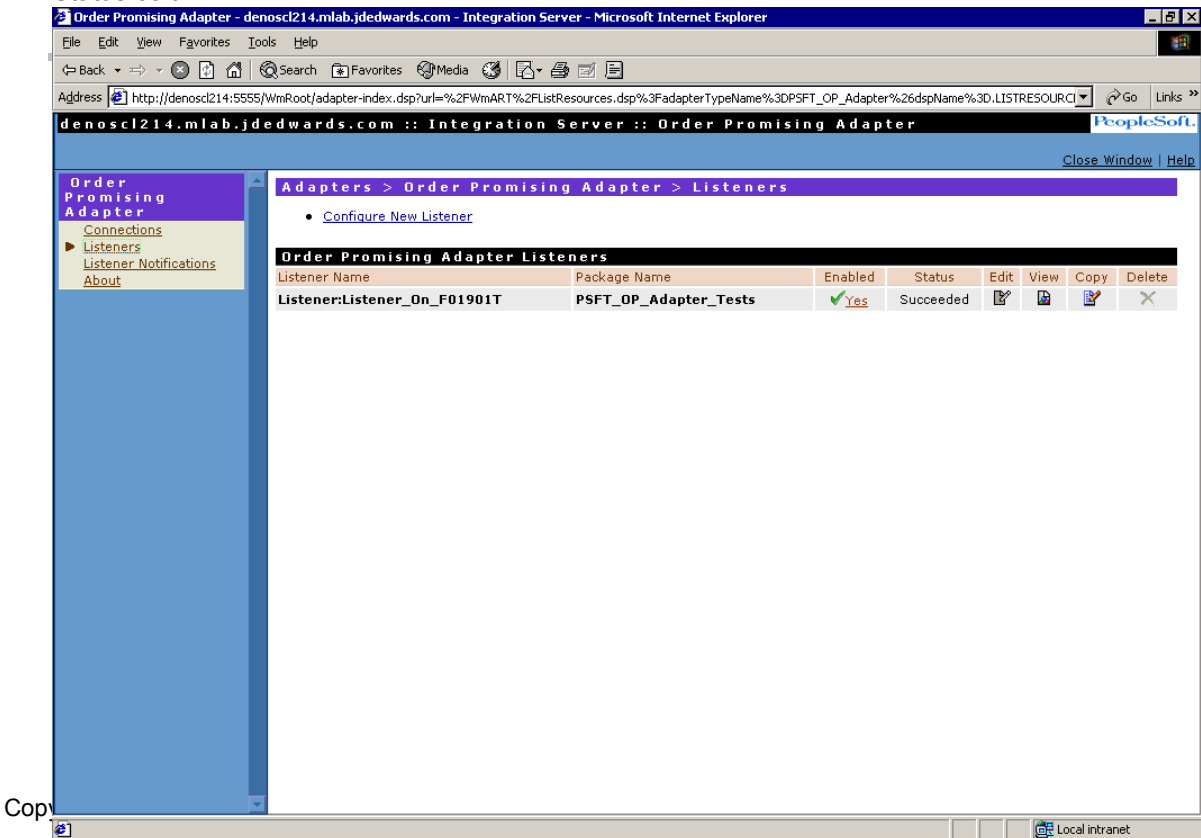 Order Promising Adapter - denoscl214.mlab.jdedwards.com - Integration Server - Microsoft Internet Explorer
File Edit View Favorites Tools Help
Back Search Favorites Media
Address http://denoscl214:5555/WmRoot/adapter-index.dsp?url=%2FWmART%2FListResources.dsp%3FadapterTypeName%3DPSFT_OP_Adapter%26dspName%3D.LISTRESOURC Go Links »
denoscl214.mlab.jdedwards.com :: Integration Server :: Order Promising Adapter PeopleSoft.
Close Window | Help
Order Promising Adapter
Connections
Listeners
Listener Notifications
About
Adapters > Order Promising Adapter > Listeners
• Configure New Listener
Order Promising Adapter Listeners
Listener Name Package Name Enabled Status Edit View Copy Delete
Listener:Listener_On_F01901T PSFT_OP_Adapter_Tests Yes Succeeded
Copy
Local intranet